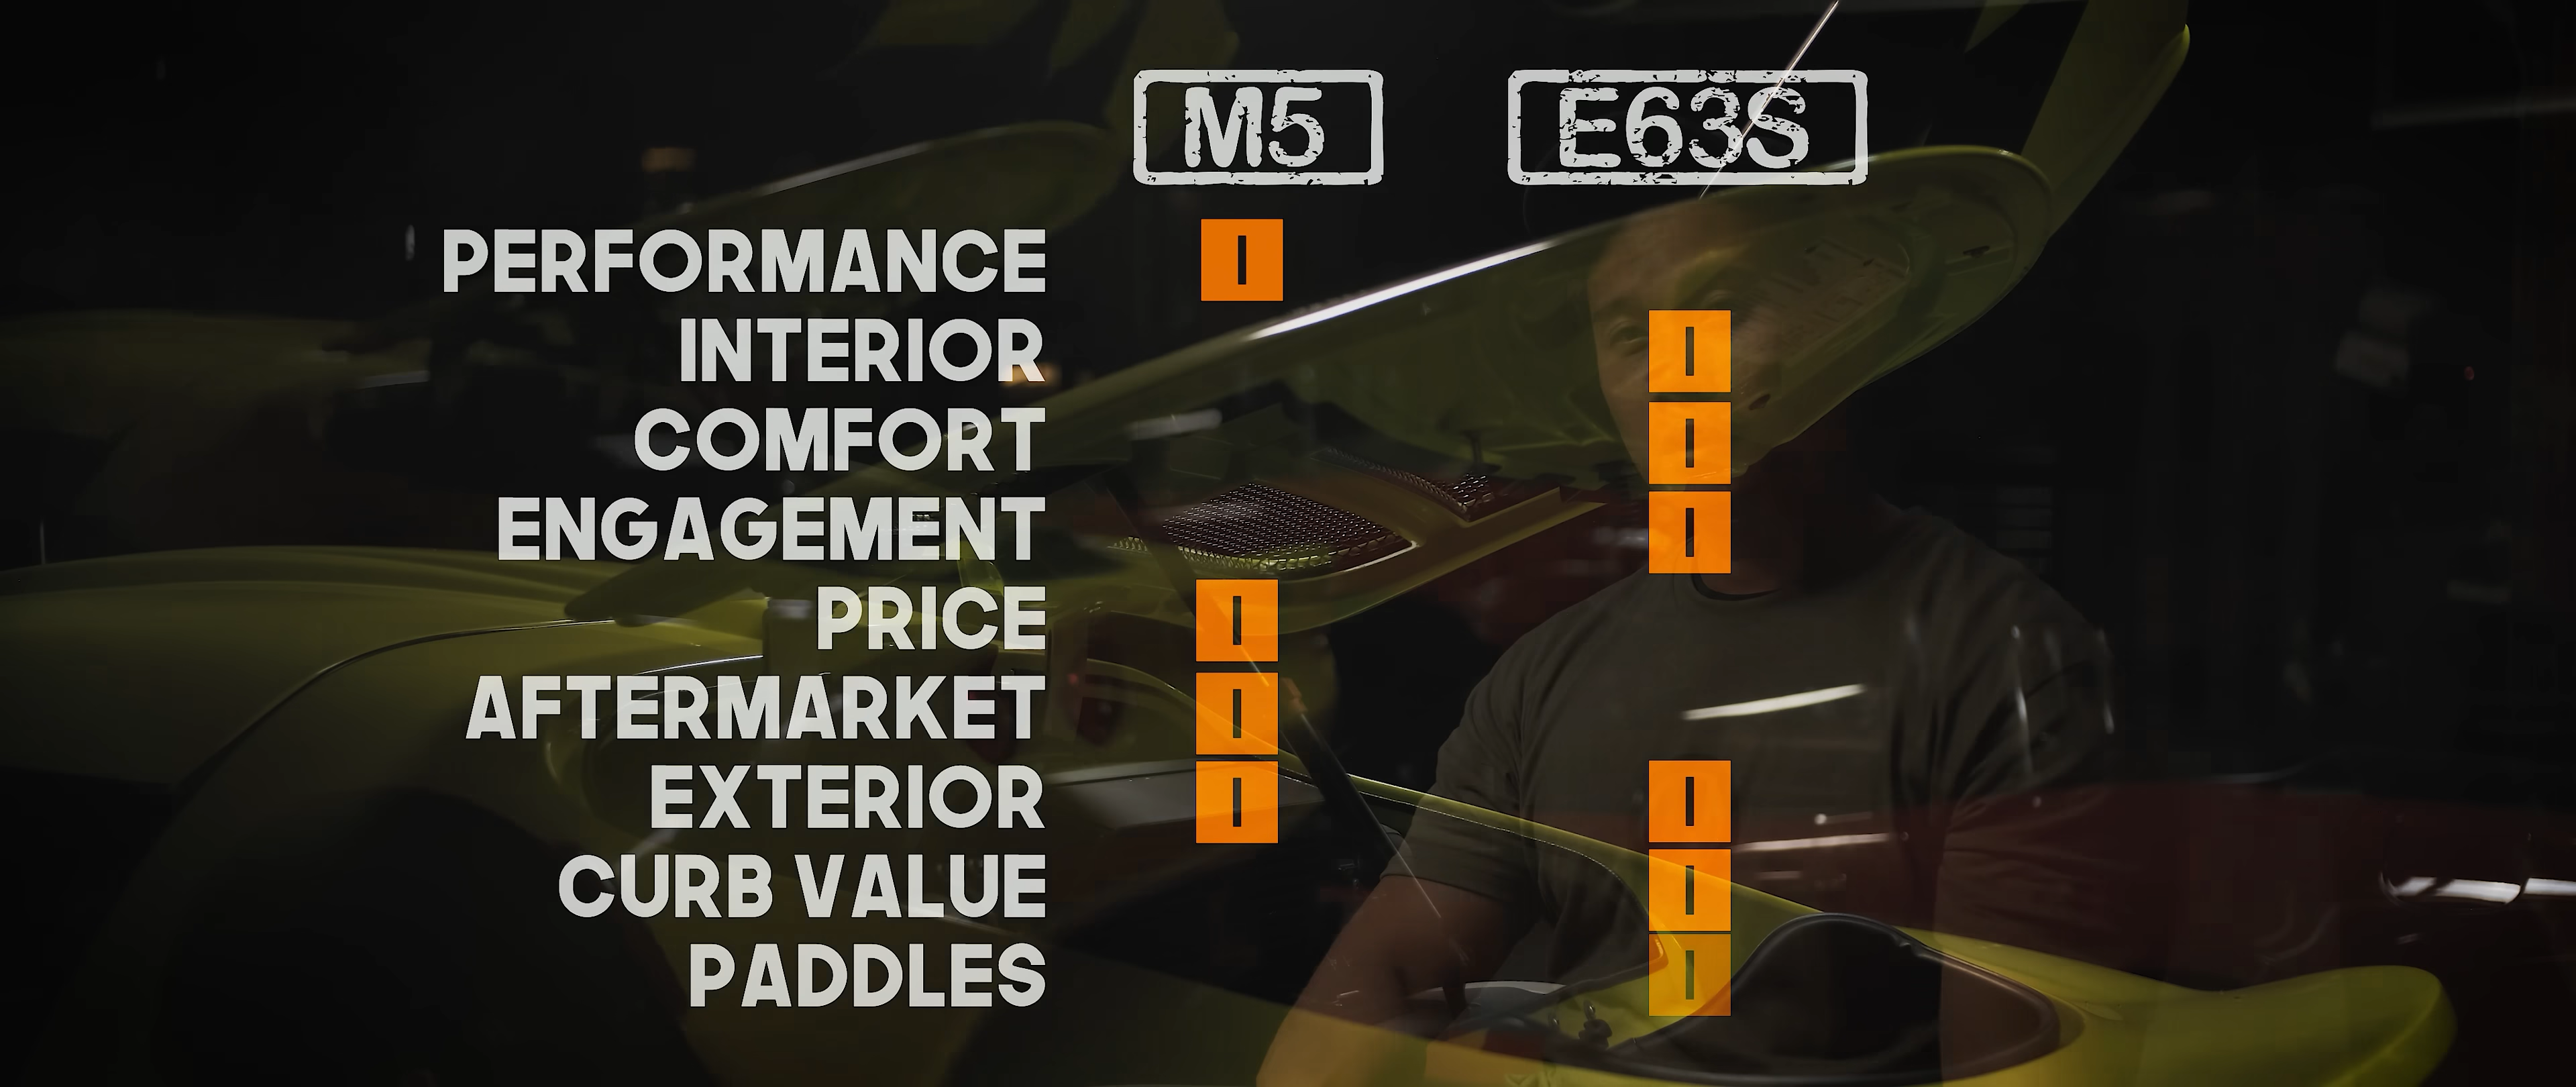 M5 E63S
PERFORMANCE I
INTERIOR I
COMFORT I
ENGAGEMENT I
PRICE I
AFTERMARKET I
EXTERIOR I I
CURB VALUE I
PADDLES I